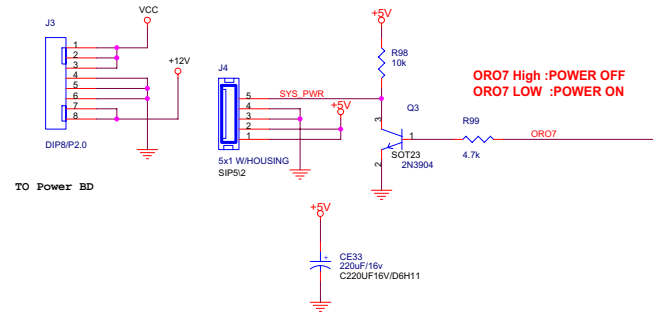 J3
VCC
+12V
1
2
3
4
5
6
7
8
DIP8/P2.0
TO Power BD
J4
5
4
3
2
1
SYS_PWR
+5V
5x1 W/HOUSING
SIP5\2
+5V
R98
10k
ORO7 High :POWER OFF
ORO7 LOW :POWER ON
Q3
3
1
2
SOT23
2N3904
R99
4.7k
ORO7
+5V
+
CE33
220uF/16v
C220UF16V/D6H11